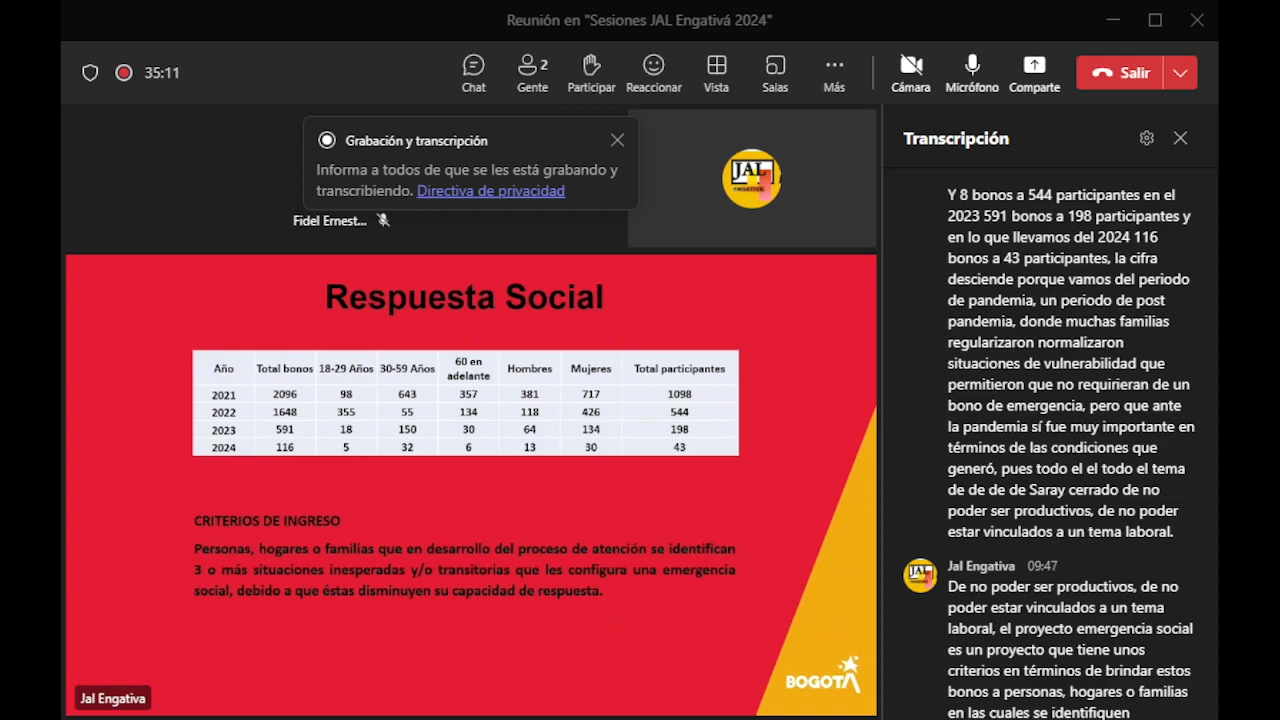 Reunión en "Sesiones JAL Engativá 2024"
35:11
Chat
2
Gente
Participar
Reaccionar
Vista
Salas
Más
Cámara
Micrófono
Comparte
Salir
Grabación y transcripción
Informa a todos de que se les está grabando y
transcribiendo. Directiva de privacidad
Fidel Ernest...
JAL
ENGATIVÁ
Respuesta Social
Año Total bonos 18-29 Años 30-59 Años 60 en adelante Hombres Mujeres Total participantes
2021 2096 98 643 357 381 717 1098
2022 1648 355 55 134 118 426 544
2023 591 18 150 30 64 134 198
2024 116 5 32 6 13 30 43
CRITERIOS DE INGRESO
Personas, hogares o familias que en desarrollo del proceso de atención se identifican
3 o más situaciones inesperadas y/o transitorias que les configura una emergencia
social, debido a que éstas disminuyen su capacidad de respuesta.
BOGOTÁ
Jal Engativa
Transcripción
Y 8 bonos a 544 participantes en el
2023 591 bonos a 198 participantes y
en lo que llevamos del 2024 116
bonos a 43 participantes, la cifra
desciende porque vamos del periodo
de pandemia, un periodo de post
pandemia, donde muchas familias
regularizaron normalizaron
situaciones de vulnerabilidad que
permitieron que no requirieran de un
bono de emergencia, pero que ante
la pandemia sí fue muy importante en
términos de las condiciones que
generó, pues todo el el todo el tema
de de de de Saray cerrado de no
poder ser productivos, de no poder
estar vinculados a un tema laboral.
JAL
Jal Engativa 09:47
De no poder ser productivos, de no
poder estar vinculados a un tema
laboral, el proyecto emergencia social
es un proyecto que tiene unos
criterios en términos de brindar estos
bonos a personas, hogares o familias
en las cuales se identifiquen